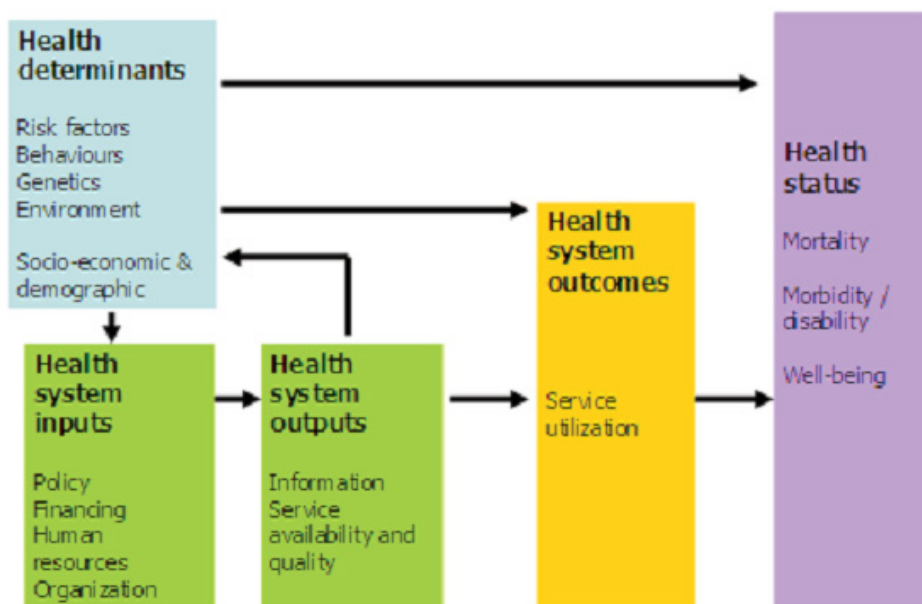 Health
determinants
Risk factors
Behaviours
Genetics
Environment
Socio-economic &
demographic
Health
system
inputs
Policy
Financing
Human
resources
Organization
Health
system
outputs
Information
Service
availability and
quality
Health
system
outcomes
Service
utilization
Health
status
Mortality
Morbidity /
disability
Well-being